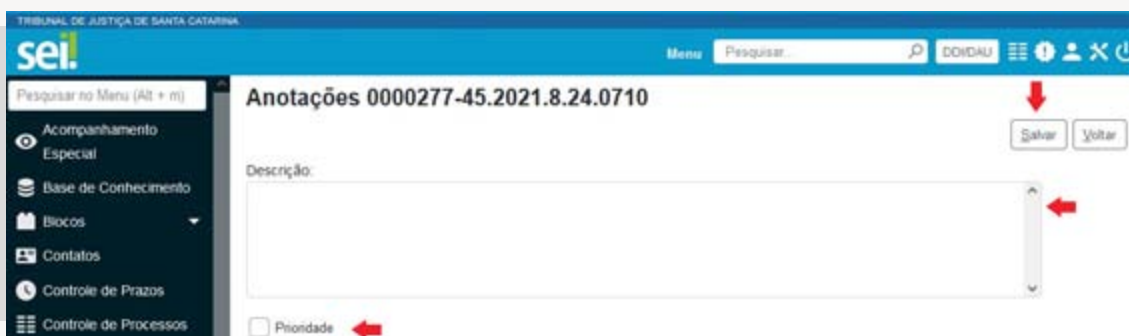 TRIBUNAL DE JUSTIÇA DE SANTA CATARINA
sei!
Menu
Pesquisar...
DDI/DAU
Pesquisar no Menu (Alt + m)
Anotações 0000277-45.2021.8.24.0710
Salvar
Voltar
Acompanhamento
Especial
Descrição:
Base de Conhecimento
Blocos
Contatos
Controle de Prazos
Controle de Processos
Prioridade